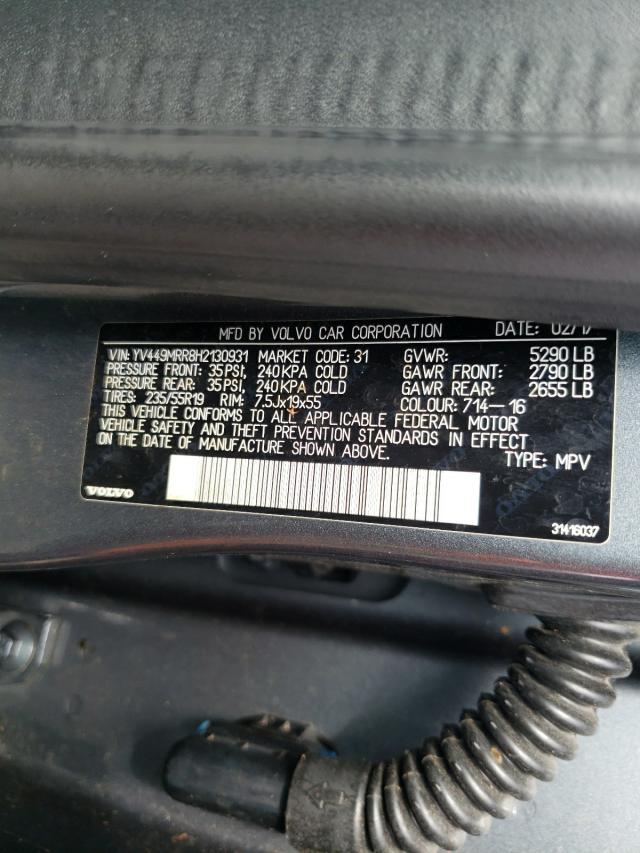 MFD BY VOLVO CAR CORPORATION DATE: 02/17
VIN: YV449MRR8H2130931 MARKET CODE: 31 GVWR: 5290 LB
PRESSURE FRONT: 35 PSI, 240 KPA COLD GAWR FRONT: 2790 LB
PRESSURE REAR: 35 PSI, 240 KPA COLD GAWR REAR: 2655 LB
TIRES: 235/55R19 RIM: 7.5Jx19x55 COLOUR: 714-16
THIS VEHICLE CONFORMS TO ALL APPLICABLE FEDERAL MOTOR
VEHICLE SAFETY AND THEFT PREVENTION STANDARDS IN EFFECT
ON THE DATE OF MANUFACTURE SHOWN ABOVE.
TYPE: MPV
VOLVO
31416037